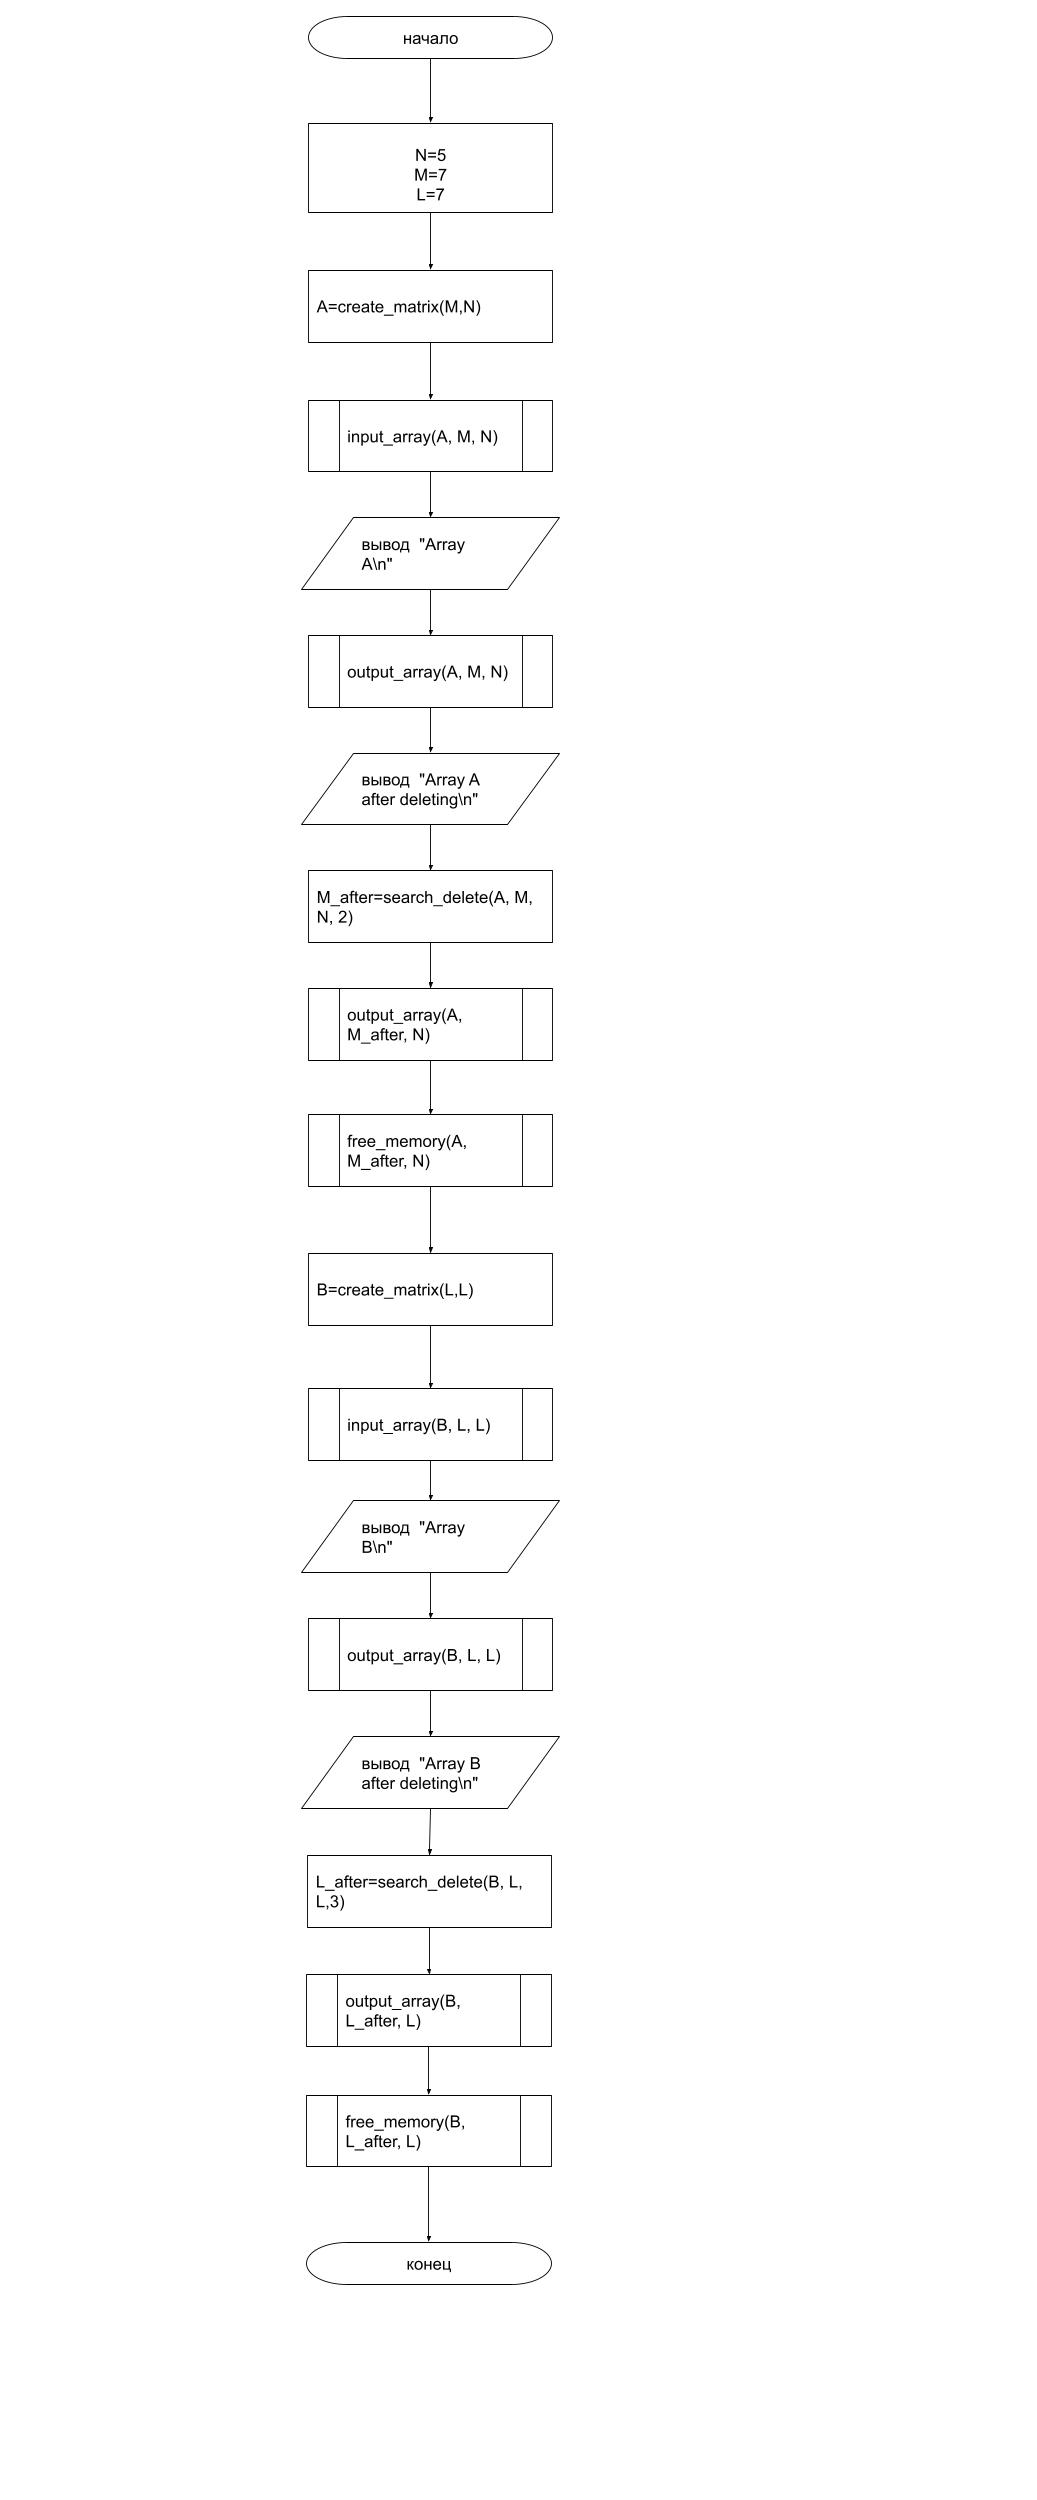 начало
N=5
M=7
L=7
A=create_matrix(M,N)
input_array(A, M, N)
вывод  "Array
A\n"
output_array(A, M, N)
вывод  "Array A
after deleting\n"
M_after=search_delete(A, M,
N, 2)
output_array(A,
M_after, N)
free_memory(A,
M_after, N)
B=create_matrix(L,L)
input_array(B, L, L)
вывод  "Array
B\n"
output_array(B, L, L)
вывод  "Array B
after deleting\n"
L_after=search_delete(B, L,
L,3)
output_array(B,
L_after, L)
free_memory(B,
L_after, L)
конец